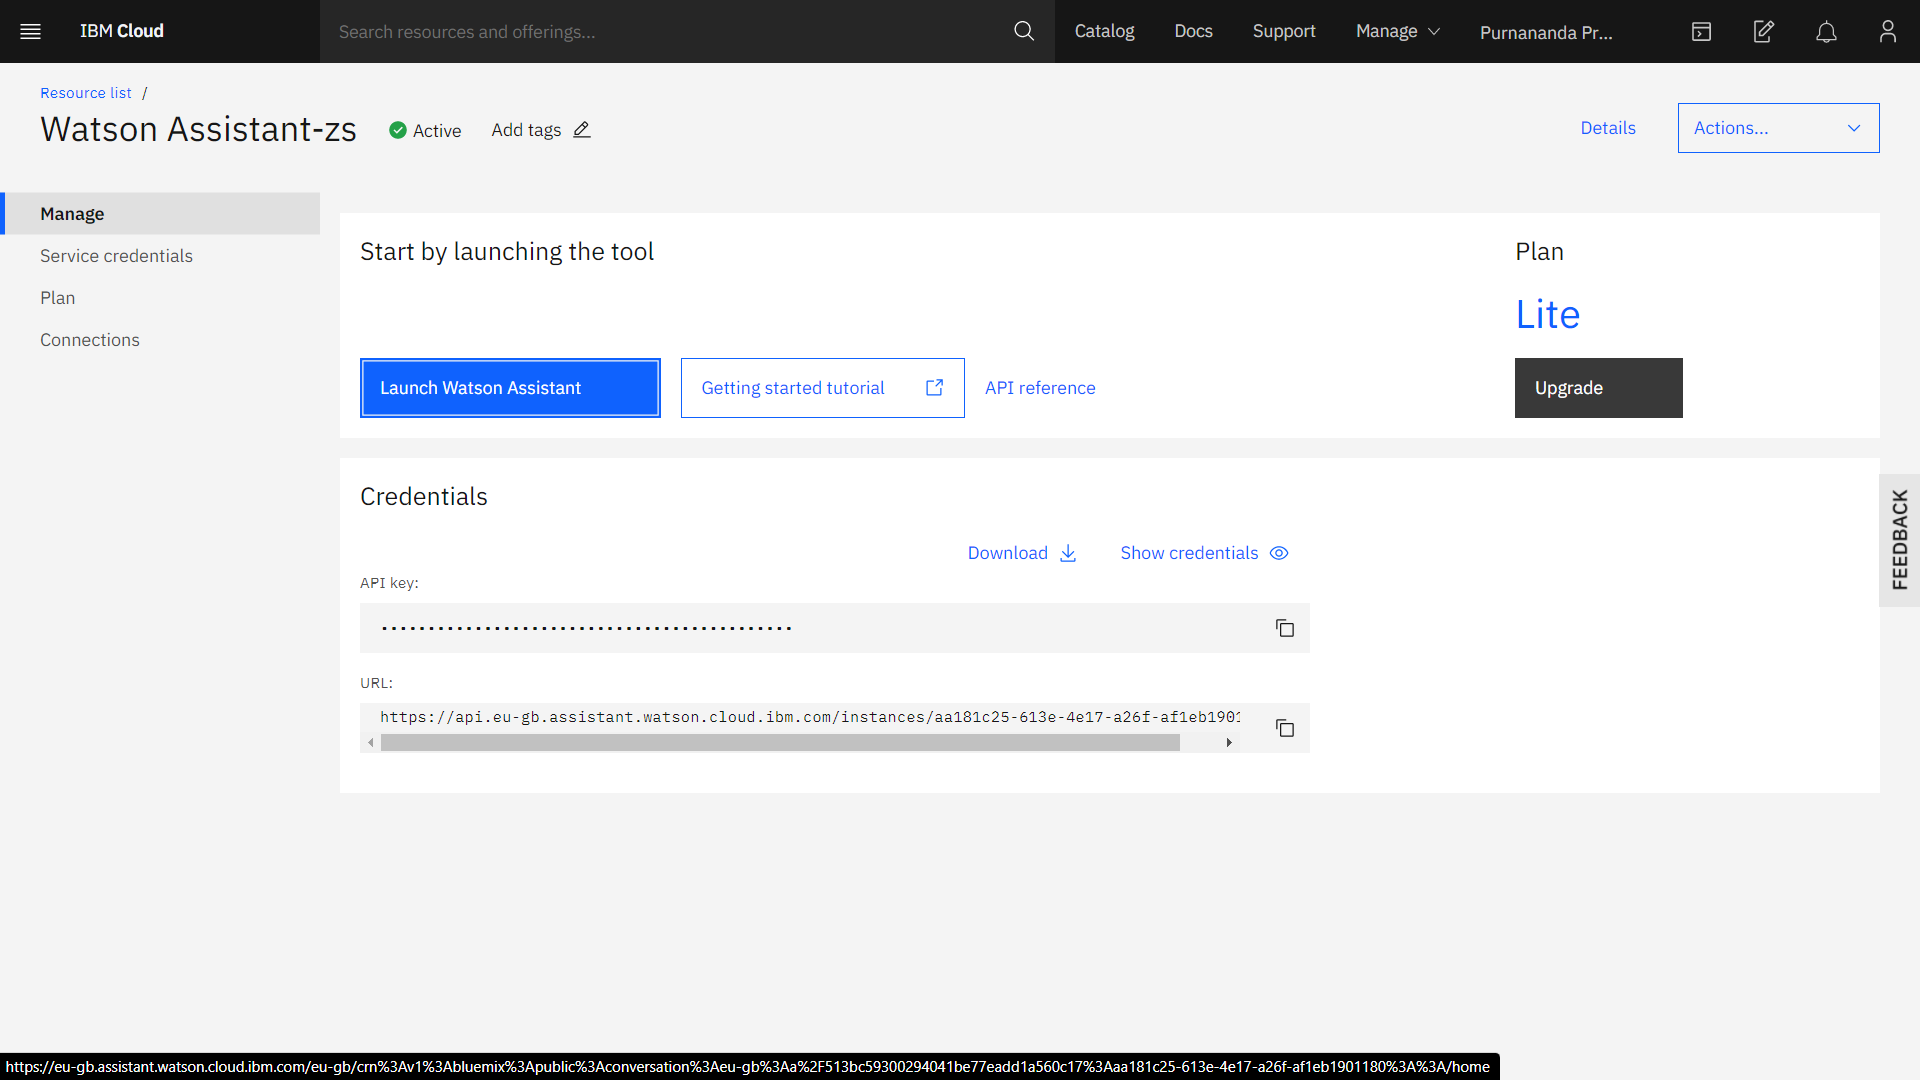 IBM Cloud
Search resources and offerings...
Catalog
Docs
Support
Manage
Purnananda Pr...
Resource list /
Watson Assistant-zs
Active
Add tags
Details
Actions...
Manage
Service credentials
Plan
Connections
Start by launching the tool
Launch Watson Assistant
Getting started tutorial
API reference
Plan
Lite
Upgrade
Credentials
Download
Show credentials
API key:
URL:
https://api.eu-gb.assistant.watson.cloud.ibm.com/instances/aa181c25-613e-4e17-a26f-af1eb1901
FEEDBACK
https://eu-gb.assistant.watson.cloud.ibm.com/eu-gb/crn%3Av1%3Abluemix%3Apublic%3Aconversation%3Aeu-gb%3Aa%2F513bc59300294041be77eadd1a560c17%3Aaa181c25-613e-4e17-a26f-af1eb1901180%3A%3A/home